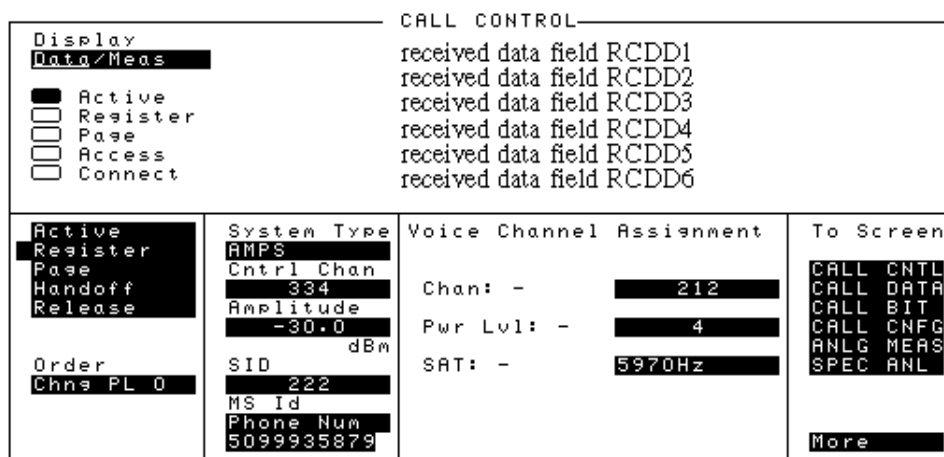 CALL CONTROL
Display
Data/Meas
Active
Register
Page
Access
Connect
received data field RCDD1
received data field RCDD2
received data field RCDD3
received data field RCDD4
received data field RCDD5
received data field RCDD6
Active
Register
Page
Handoff
Release
Order
Chng PL 0
System Type
AMPS
Cntrl Chan
334
Amplitude
-30.0
dBm
SID
222
MS Id
Phone Num
5099935879
Voice Channel Assignment
Chan: - 212
Pwr Lvl: - 4
SAT: - 5970Hz
To Screen
CALL CNTL
CALL DATA
CALL BIT
CALL CNFG
ANLG MEAS
SPEC ANL
More